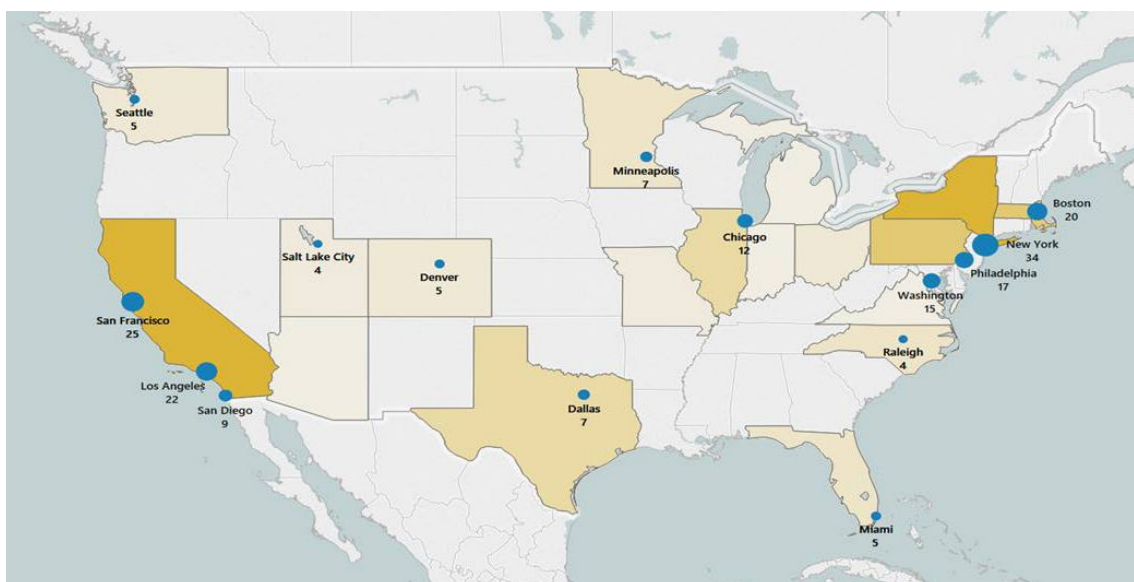 Seattle
5
Minneapolis
7
Boston
20
Chicago
12
New York
34
Salt Lake City
4
Denver
5
Philadelphia
17
Washington
15
San Francisco
25
Raleigh
4
Los Angeles
22
San Diego
9
Dallas
7
Miami
5